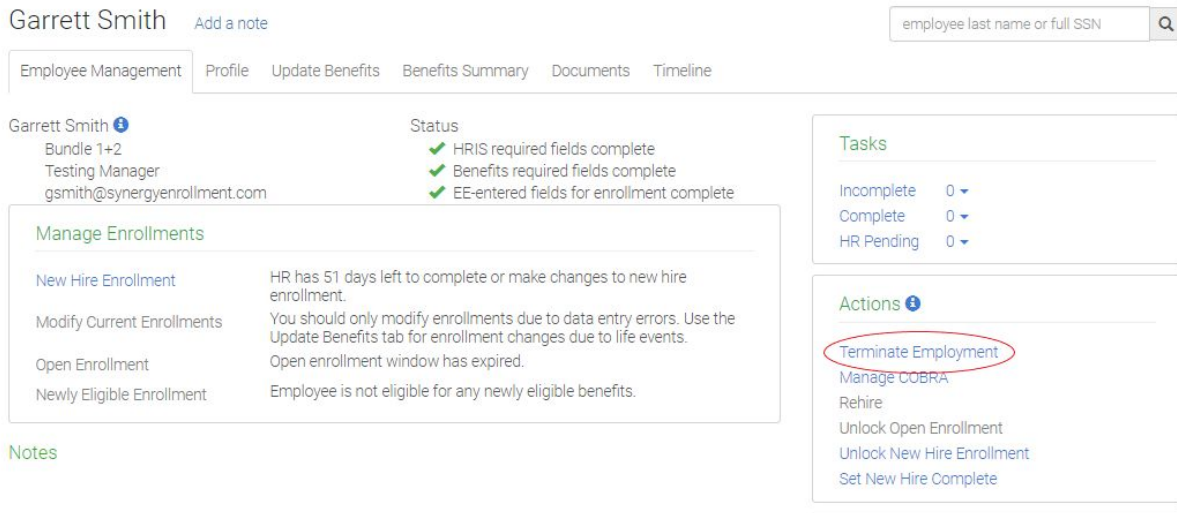 Garrett Smith Add a note
employee last name or full SSN
Employee Management Profile Update Benefits Benefits Summary Documents Timeline
Garrett Smith
Bundle 1+2
Testing Manager
gsmith@synergyenrollment.com
Status
HRIS required fields complete
Benefits required fields complete
EE-entered fields for enrollment complete
Manage Enrollments
New Hire Enrollment HR has 51 days left to complete or make changes to new hire
enrollment.
Modify Current Enrollments You should only modify enrollments due to data entry errors. Use the
Update Benefits tab for enrollment changes due to life events.
Open Enrollment Open enrollment window has expired.
Newly Eligible Enrollment Employee is not eligible for any newly eligible benefits.
Notes
Tasks
Incomplete 0
Complete 0
HR Pending 0
Actions
Terminate Employment
Manage COBRA
Rehire
Unlock Open Enrollment
Unlock New Hire Enrollment
Set New Hire Complete